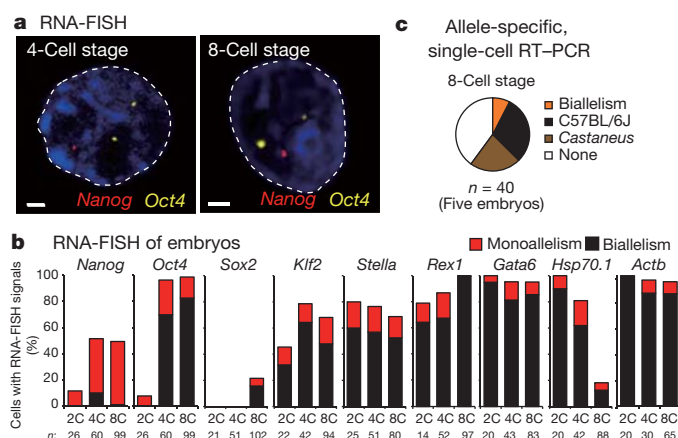 a RNA-FISH
4-Cell stage
8-Cell stage
Nanog Oct4
Nanog Oct4
c Allele-specific,
single-cell RT–PCR
8-Cell stage
Biallelism
C57BL/6J
Castaneus
None
n = 40
(Five embryos)
b RNA-FISH of embryos
Monoallelism Biallelism
Nanog Oct4 Sox2 Klf2 Stella Rex1 Gata6 Hsp70.1 Actb
Cells with RNA-FISH signals
(%)
100
80
60
40
20
0
2C 4C 8C 2C 4C 8C 2C 4C 8C 2C 4C 8C 2C 4C 8C 2C 4C 8C 2C 4C 8C 2C 4C 8C 2C 4C 8C
n: 26 60 99 26 60 99 21 51 102 22 42 94 25 51 80 14 52 97 20 43 83 20 42 88 20 30 65